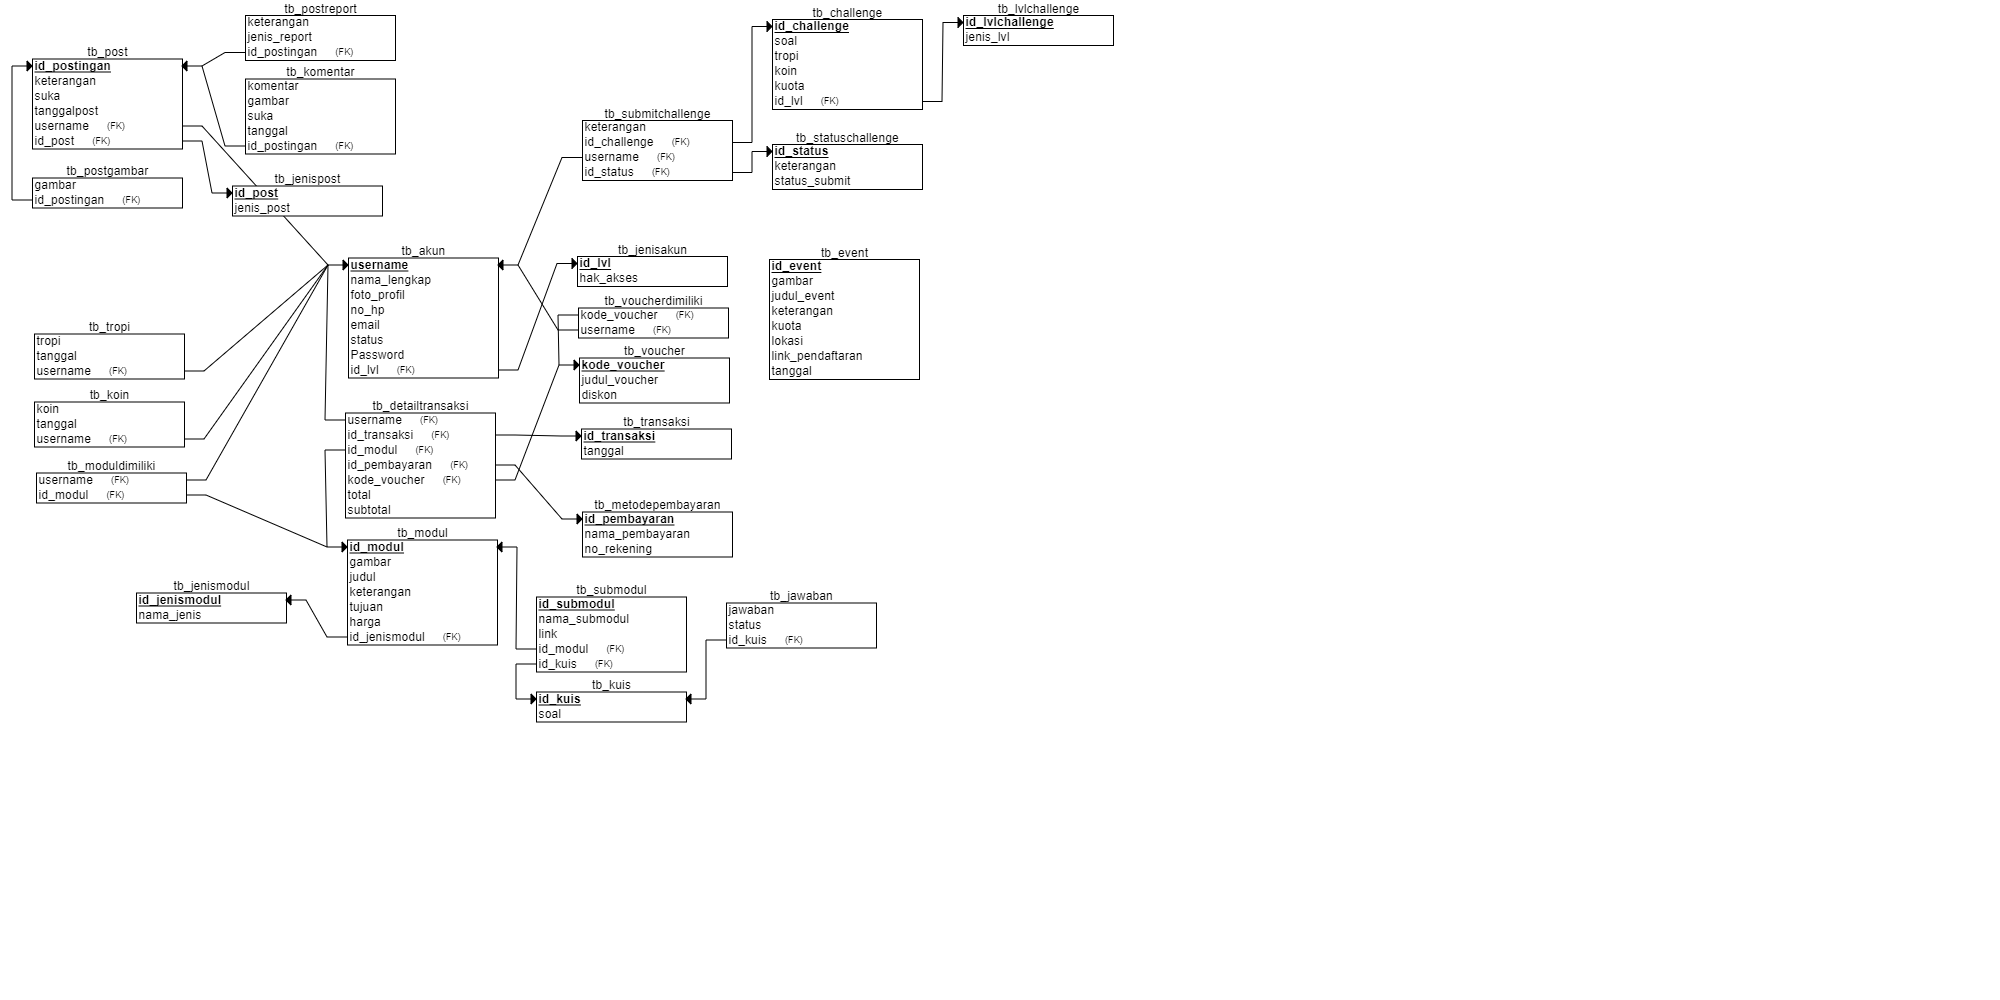 tb_postreport
keterangan
jenis_report
id_postingan (FK)
tb_post
id_postingan
keterangan
suka
tanggalpost
username (FK)
id_post (FK)
tb_komentar
komentar
gambar
suka
tanggal
id_postingan (FK)
tb_postgambar
gambar
id_postingan (FK)
tb_jenispost
id_post
jenis_post
tb_challenge
id_challenge
soal
tropi
koin
kuota
id_lvl (FK)
tb_lvlchallenge
id_lvlchallenge
jenis_lvl
tb_submitchallenge
keterangan
id_challenge (FK)
username (FK)
id_status (FK)
tb_statuschallenge
id_status
keterangan
status_submit
tb_akun
username
nama_lengkap
foto_profil
no_hp
email
status
Password
id_lvl (FK)
tb_jenisakun
id_lvl
hak_akses
tb_voucherdimiliki
kode_voucher (FK)
username (FK)
tb_voucher
kode_voucher
judul_voucher
diskon
tb_event
id_event
gambar
judul_event
keterangan
kuota
lokasi
link_pendaftaran
tanggal
tb_tropi
tropi
tanggal
username (FK)
tb_koin
koin
tanggal
username (FK)
tb_moduldimiliki
username (FK)
id_modul (FK)
tb_detailtransaksi
username (FK)
id_transaksi (FK)
id_modul (FK)
id_pembayaran (FK)
kode_voucher (FK)
total
subtotal
tb_transaksi
id_transaksi
tanggal
tb_metodepembayaran
id_pembayaran
nama_pembayaran
no_rekening
tb_modul
id_modul
gambar
judul
keterangan
tujuan
harga
id_jenismodul (FK)
tb_jenismodul
id_jenismodul
nama_jenis
tb_submodul
id_submodul
nama_submodul
link
id_modul (FK)
id_kuis (FK)
tb_jawaban
jawaban
status
id_kuis (FK)
tb_kuis
id_kuis
soal